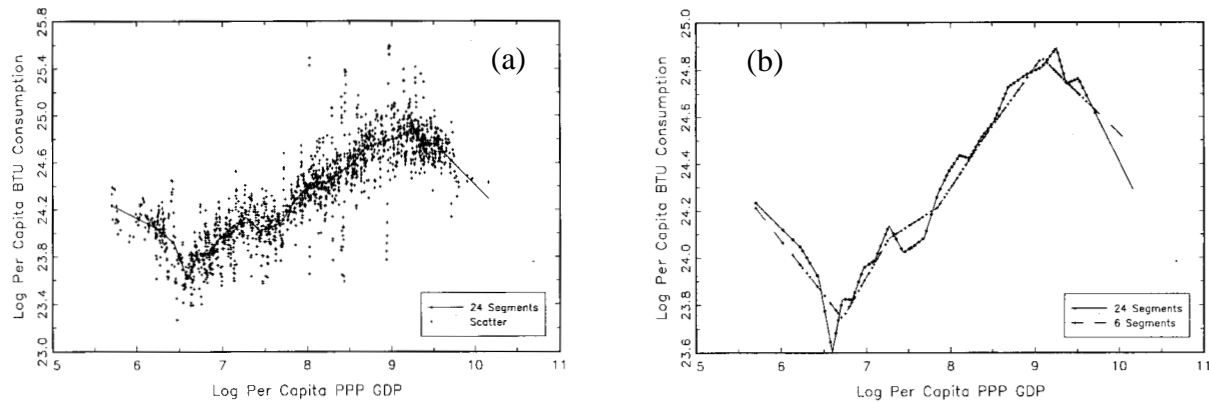 (a)
Log Per Capita BTU Consumption
25.8
25.4
25.0
24.6
24.2
23.8
23.4
23.0
24 Segments
Scatter
5 6 7 8 9 10 11
Log Per Capita PPP GDP
(b)
Log Per Capita BTU Consumption
25.0
24.8
24.6
24.4
24.2
24.0
23.8
23.6
24 Segments
6 Segments
5 6 7 8 9 10 11
Log Per Capita PPP GDP